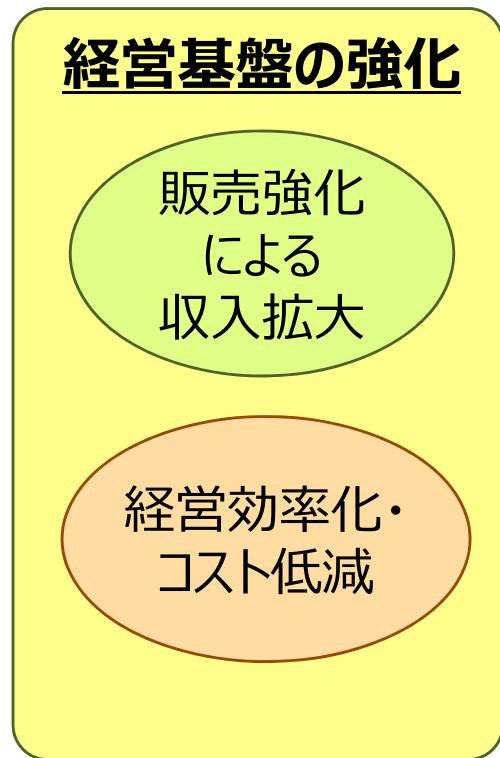 経営基盤の強化
販売強化
による
収入拡大
経営効率化・
コスト低減